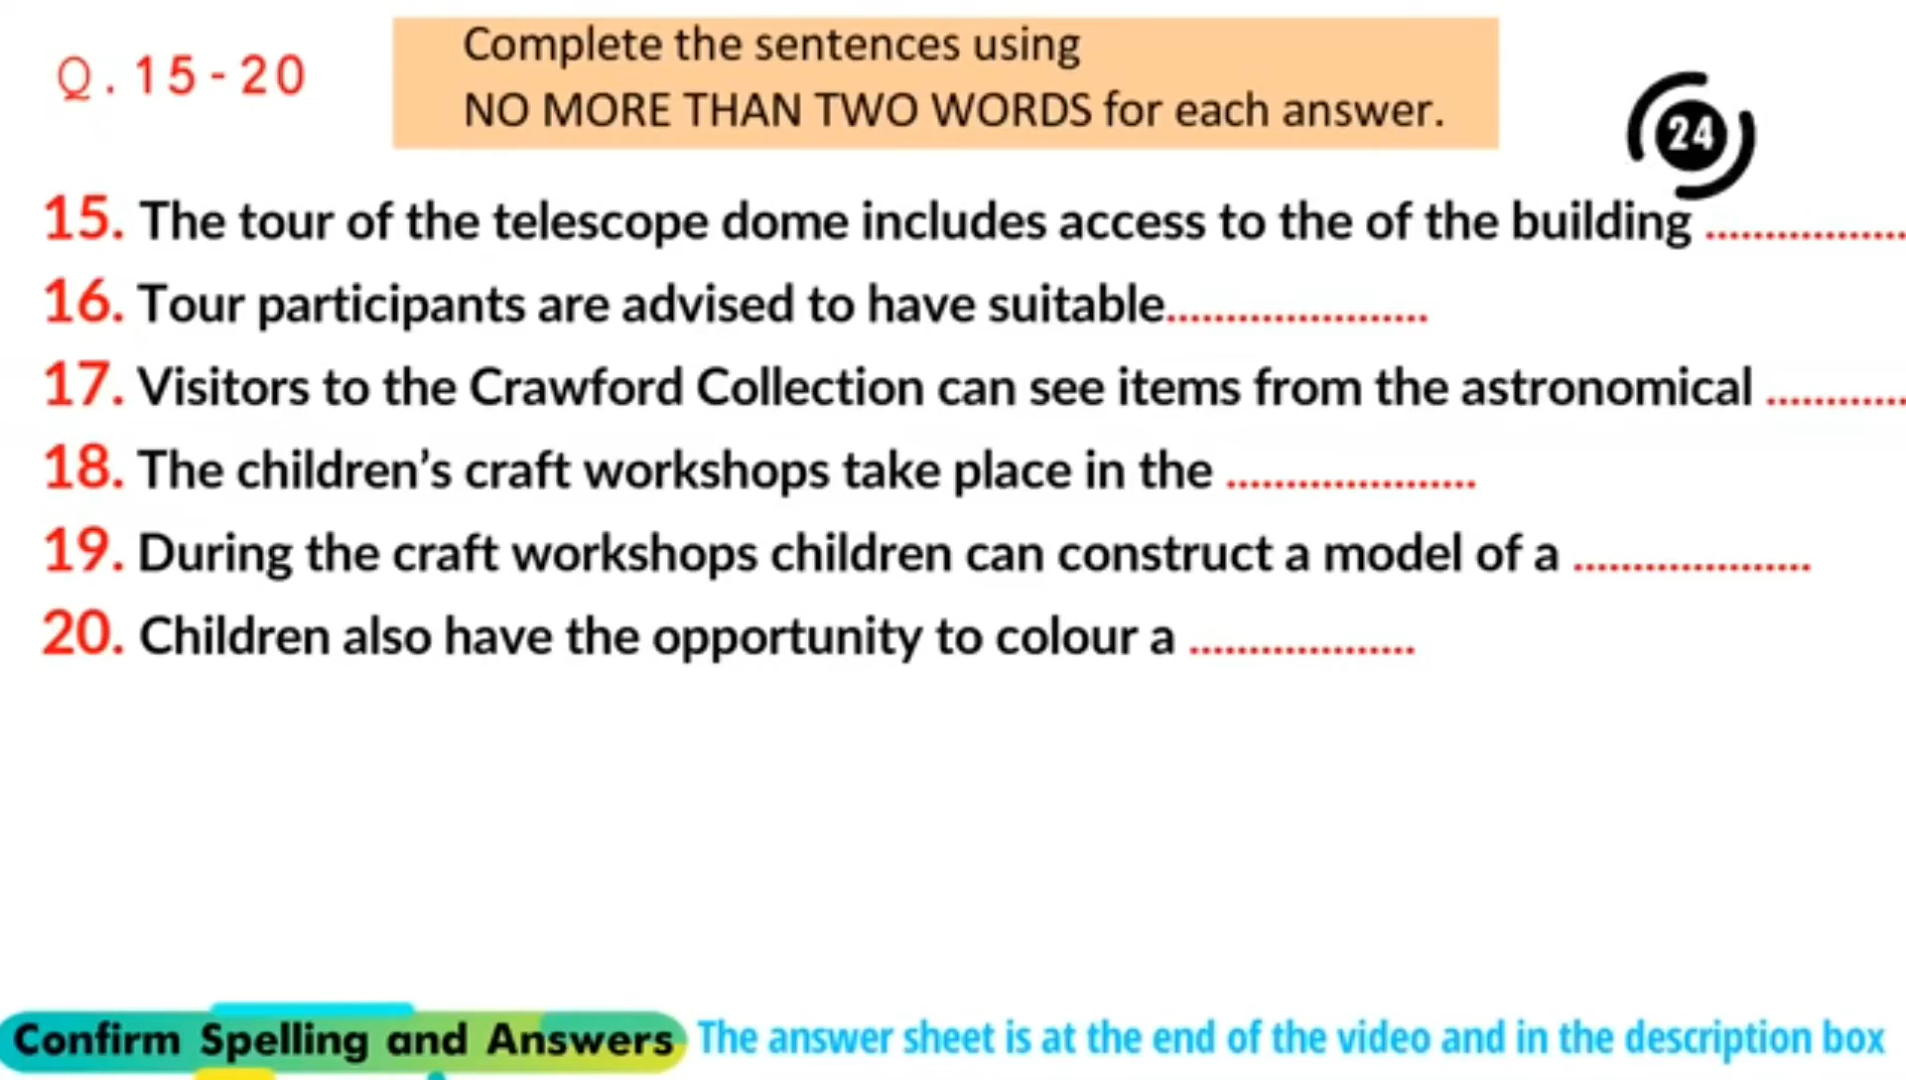 Q.15-20
Complete the sentences using
NO MORE THAN TWO WORDS for each answer.
24
15. The tour of the telescope dome includes access to the of the building .................
16. Tour participants are advised to have suitable......................
17. Visitors to the Crawford Collection can see items from the astronomical ............
18. The children’s craft workshops take place in the .....................
19. During the craft workshops children can construct a model of a ....................
20. Children also have the opportunity to colour a ...................
Confirm Spelling and Answers
The answer sheet is at the end of the video and in the description box